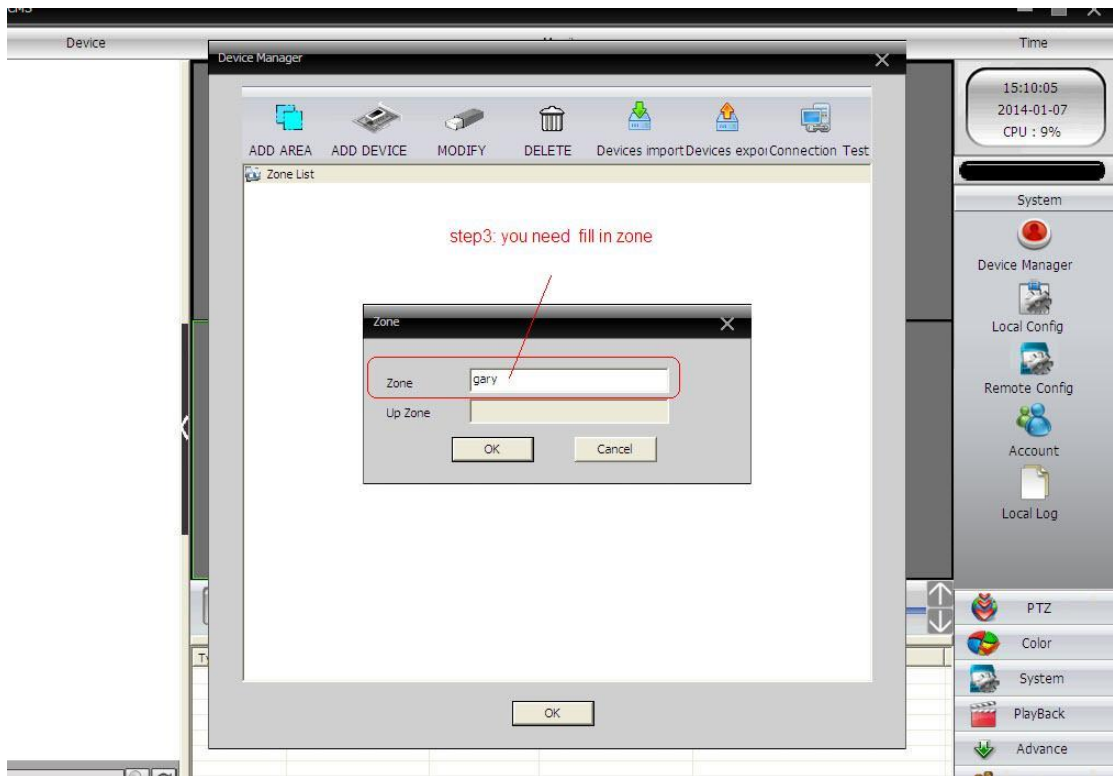 CMS
Device
Time
Device Manager
15:10:05
2014-01-07
CPU : 9%
ADD AREA
ADD DEVICE
MODIFY
DELETE
Devices import
Devices expor
Connection Test
Zone List
System
step3: you need fill in zone
Device Manager
Zone
Local Config
Zone
gary
Remote Config
Up Zone
OK
Cancel
Account
Local Log
PTZ
Color
System
OK
PlayBack
Advance